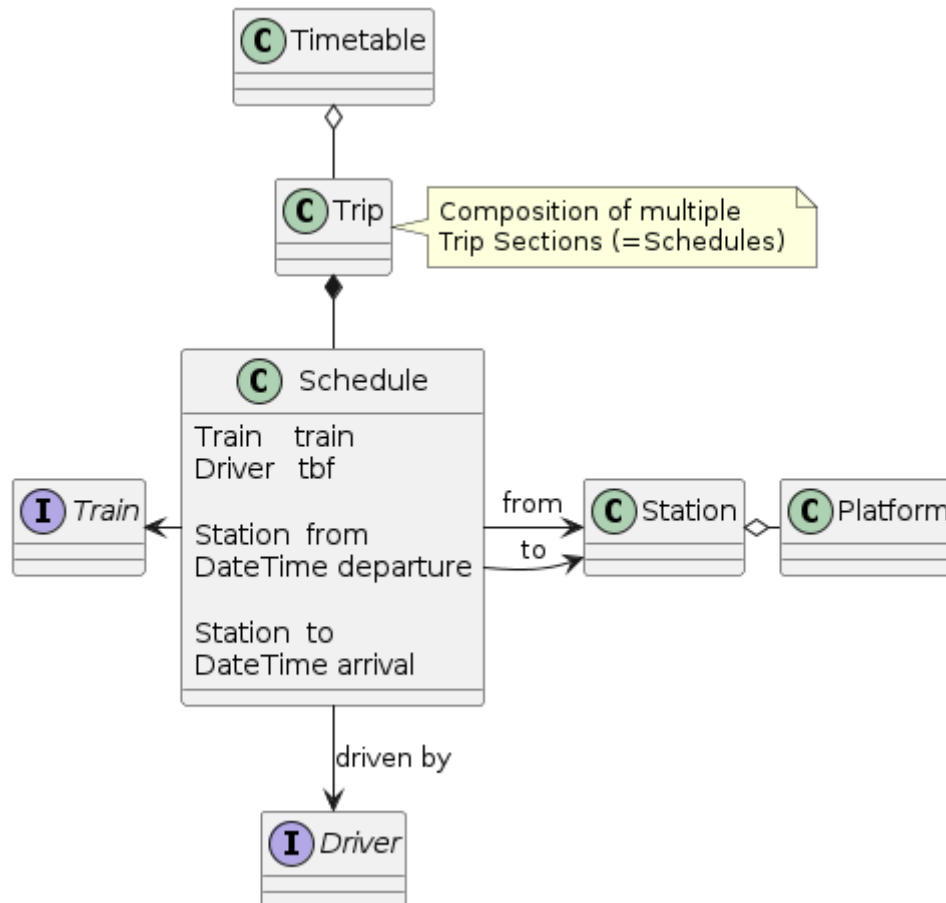 C Timetable
C Trip
Composition of multiple
Trip Sections (=Schedules)
C Schedule
Train train
Driver tbf
Station from
DateTime departure
Station to
DateTime arrival
I Train
from
to
C Station
C Platform
driven by
I Driver